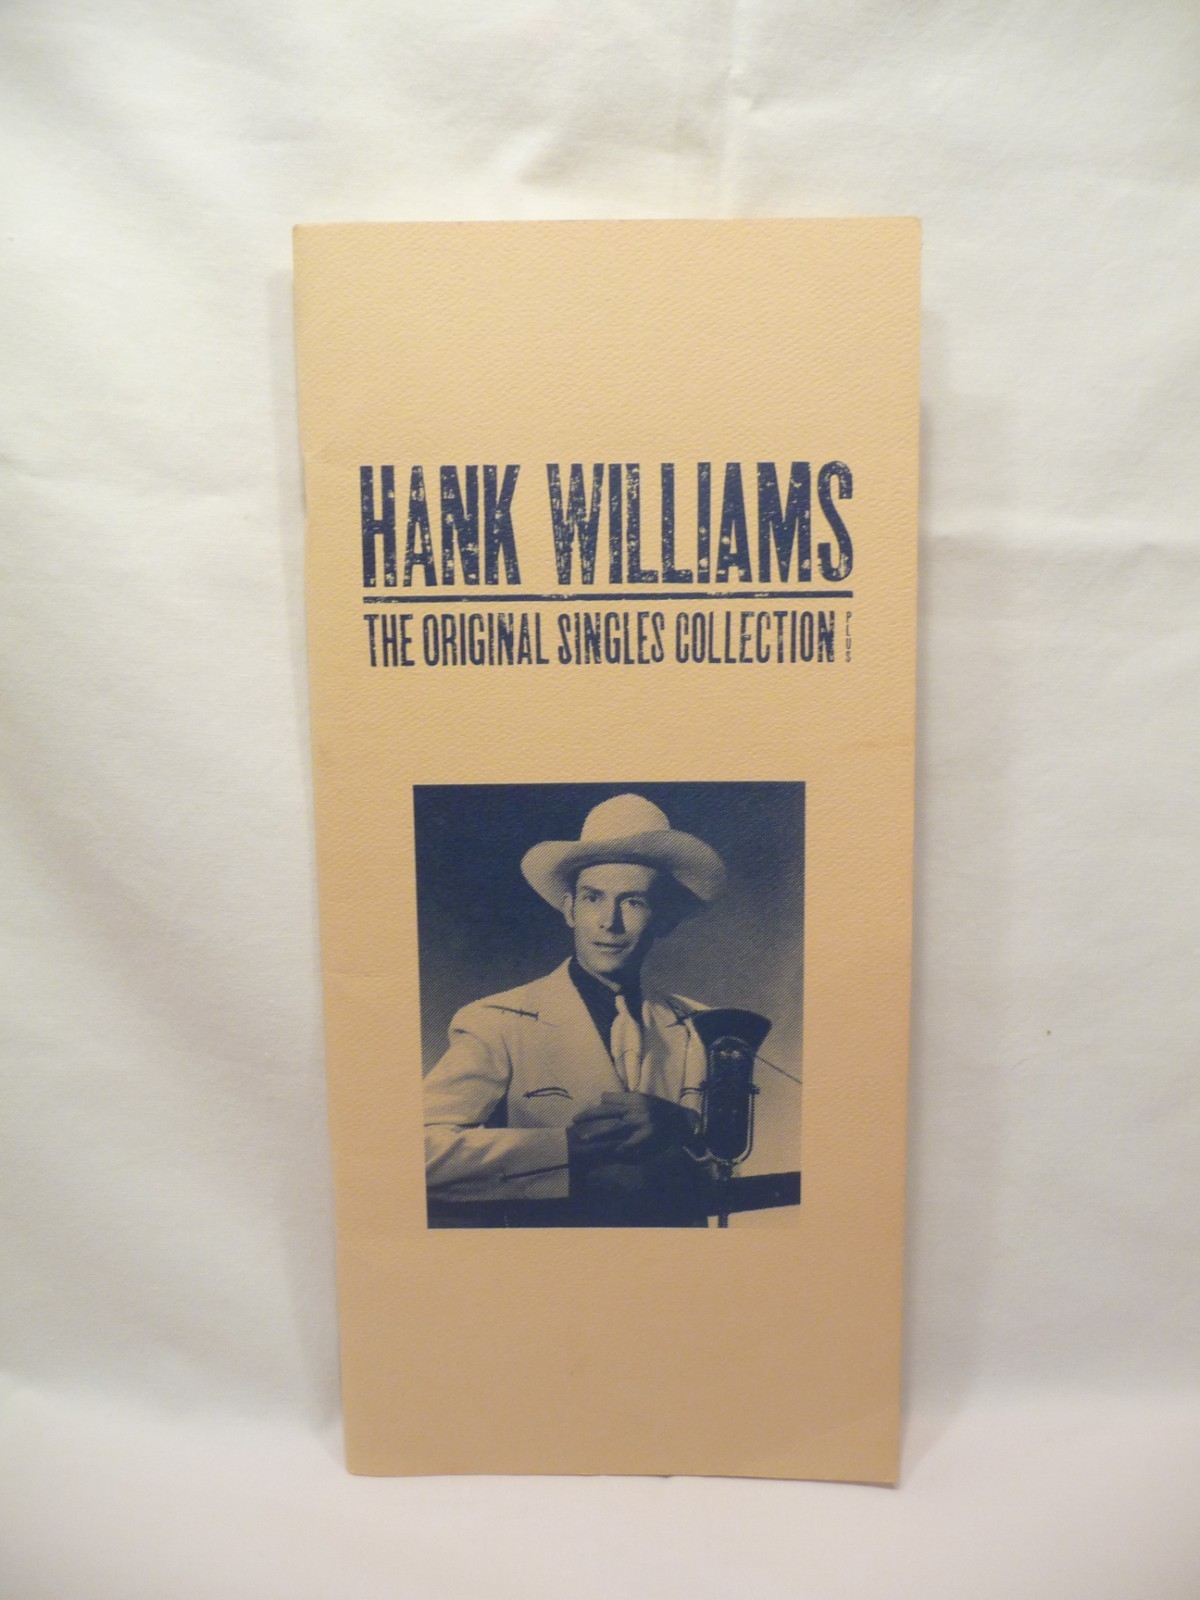 HANK WILLIAMS
THE ORIGINAL SINGLES COLLECTION PLUS